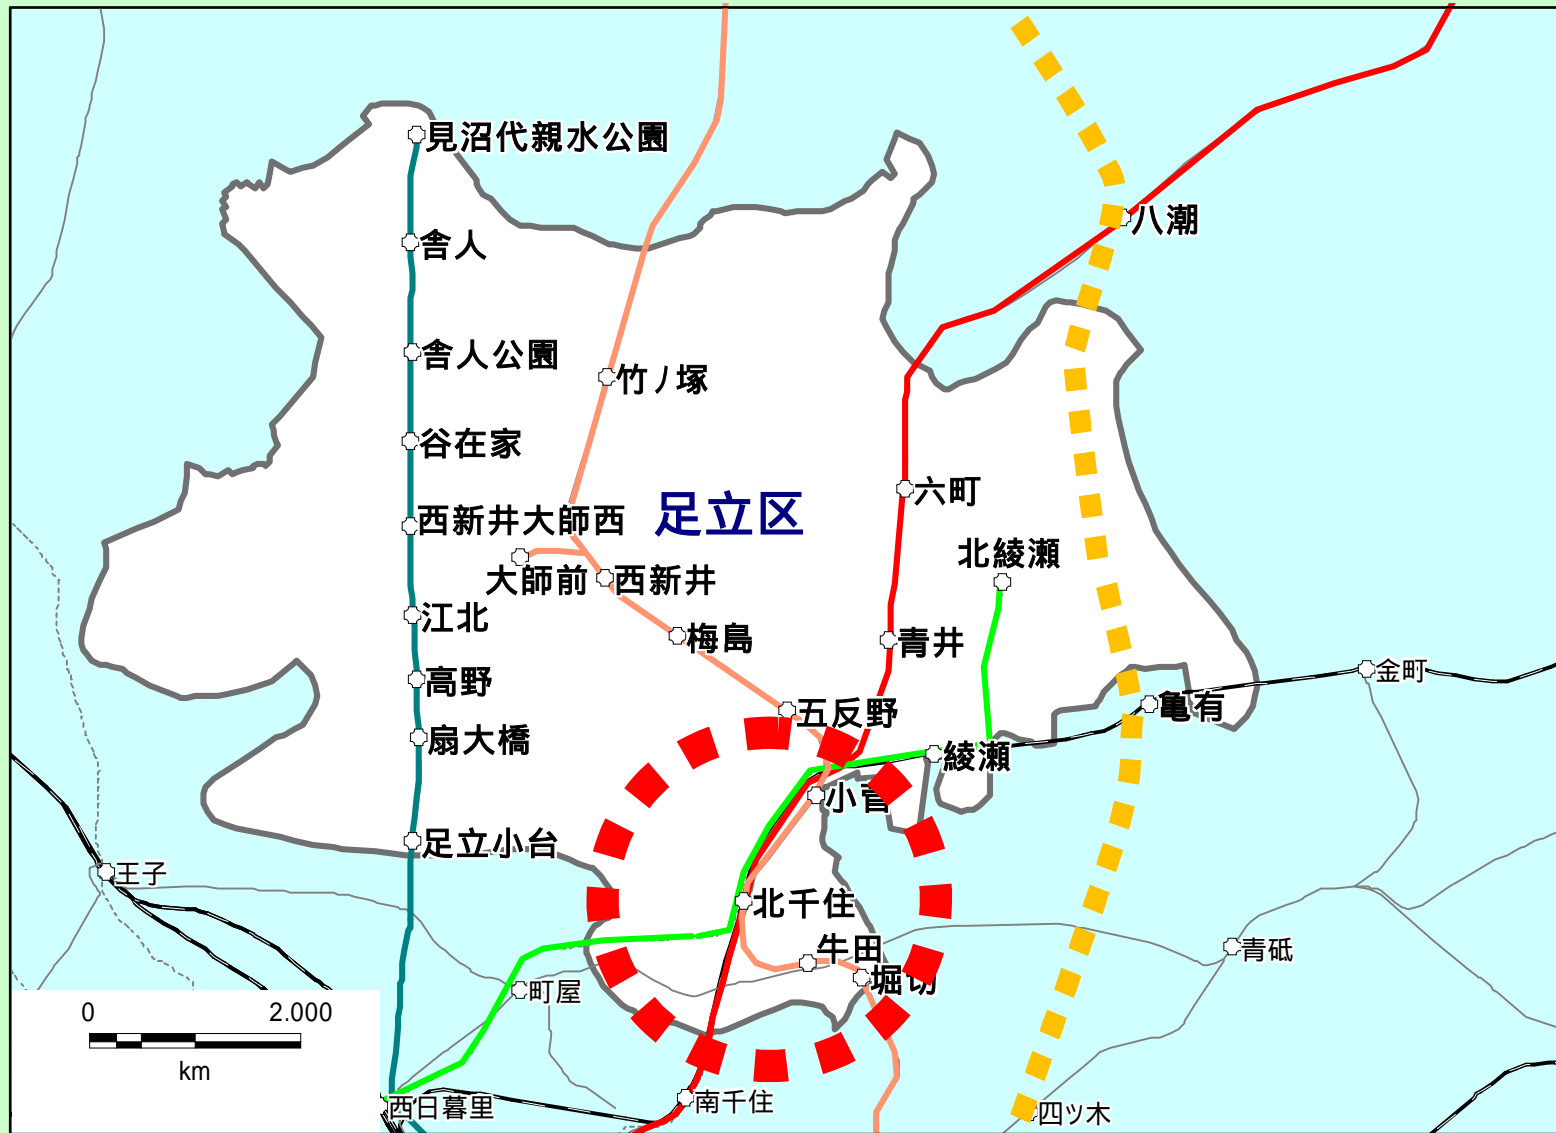 見沼代親水公園
八潮
舎人
舎人公園
竹ノ塚
谷在家
六町
西新井大師西
足立区
北綾瀬
大師前
西新井
江北
梅島
青井
高野
金町
五反野
亀有
扇大橋
綾瀬
小菅
足立小台
王子
北千住
牛田
青砥
堀切
町屋
0 2.000
km
西日暮里
南千住
四ツ木